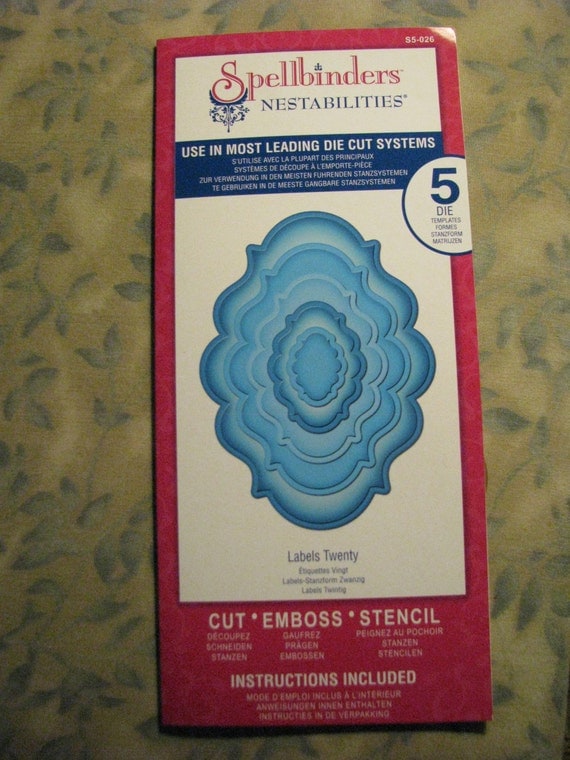 S5-026
Spellbinders™
NESTABILITIES®
USE IN MOST LEADING DIE CUT SYSTEMS
S'UTILISE AVEC LA PLUPART DES PRINCIPAUX
SYSTÈMES DE DÉCOUPE À L'EMPORTE-PIÈCE
ZUR VERWENDUNG IN DEN MEISTEN FÜHRENDEN STANZSYSTEMEN
TE GEBRUIKEN IN DE MEESTE GANGBARE STANZSYSTEMEN
5
DIE
TEMPLATES
FORMES
STANZFORM
MATRIJZEN
Labels Twenty
Étiquettes Vingt
Labels-Stanzform Zwanzig
Labels Twintig
CUT • EMBOSS • STENCIL
DÉCOUPEZ GAUFREZ PEIGNEZ AU POCHOIR
SCHNEIDEN PRÄGEN STANZEN
STANZEN EMBOSSEN STENCILEN
INSTRUCTIONS INCLUDED
MODE D'EMPLOI INCLUS À L'INTÉRIEUR
ANWEISUNGEN INNEN ENTHALTEN
INSTRUCTIES IN DE VERPAKKING